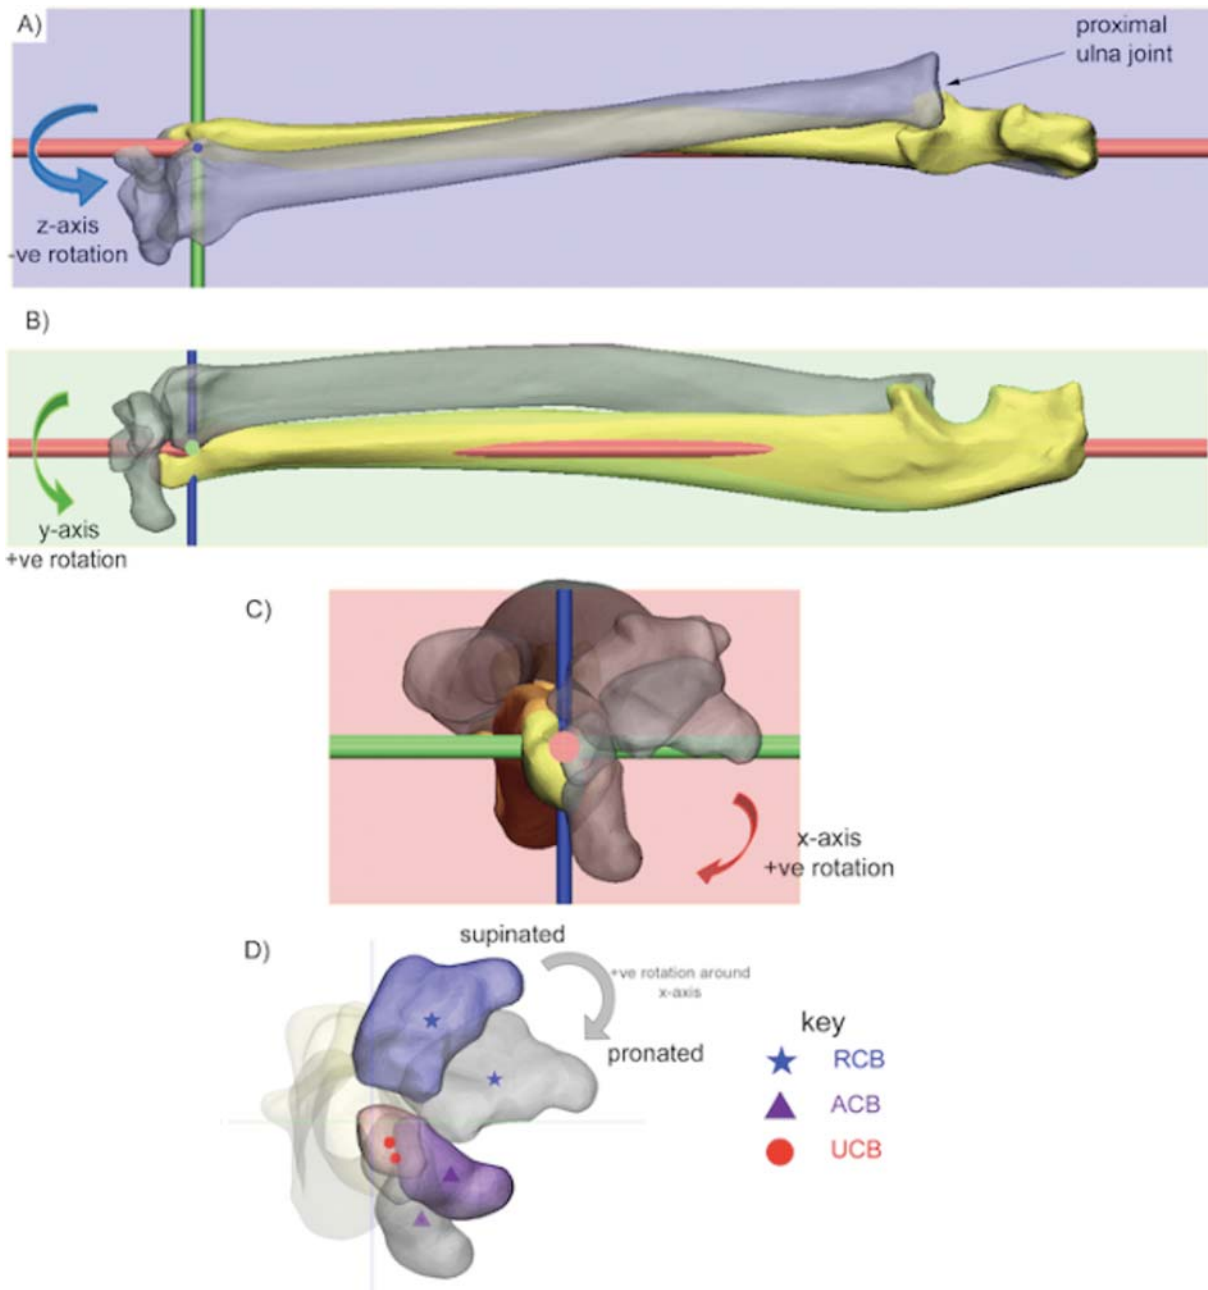 A)
proximal
ulna joint
z-axis
-ve rotation
B)
y-axis
+ve rotation
C)
x-axis
+ve rotation
D)
supinated
+ve rotation around
x-axis
pronated
key
RCB
ACB
UCB